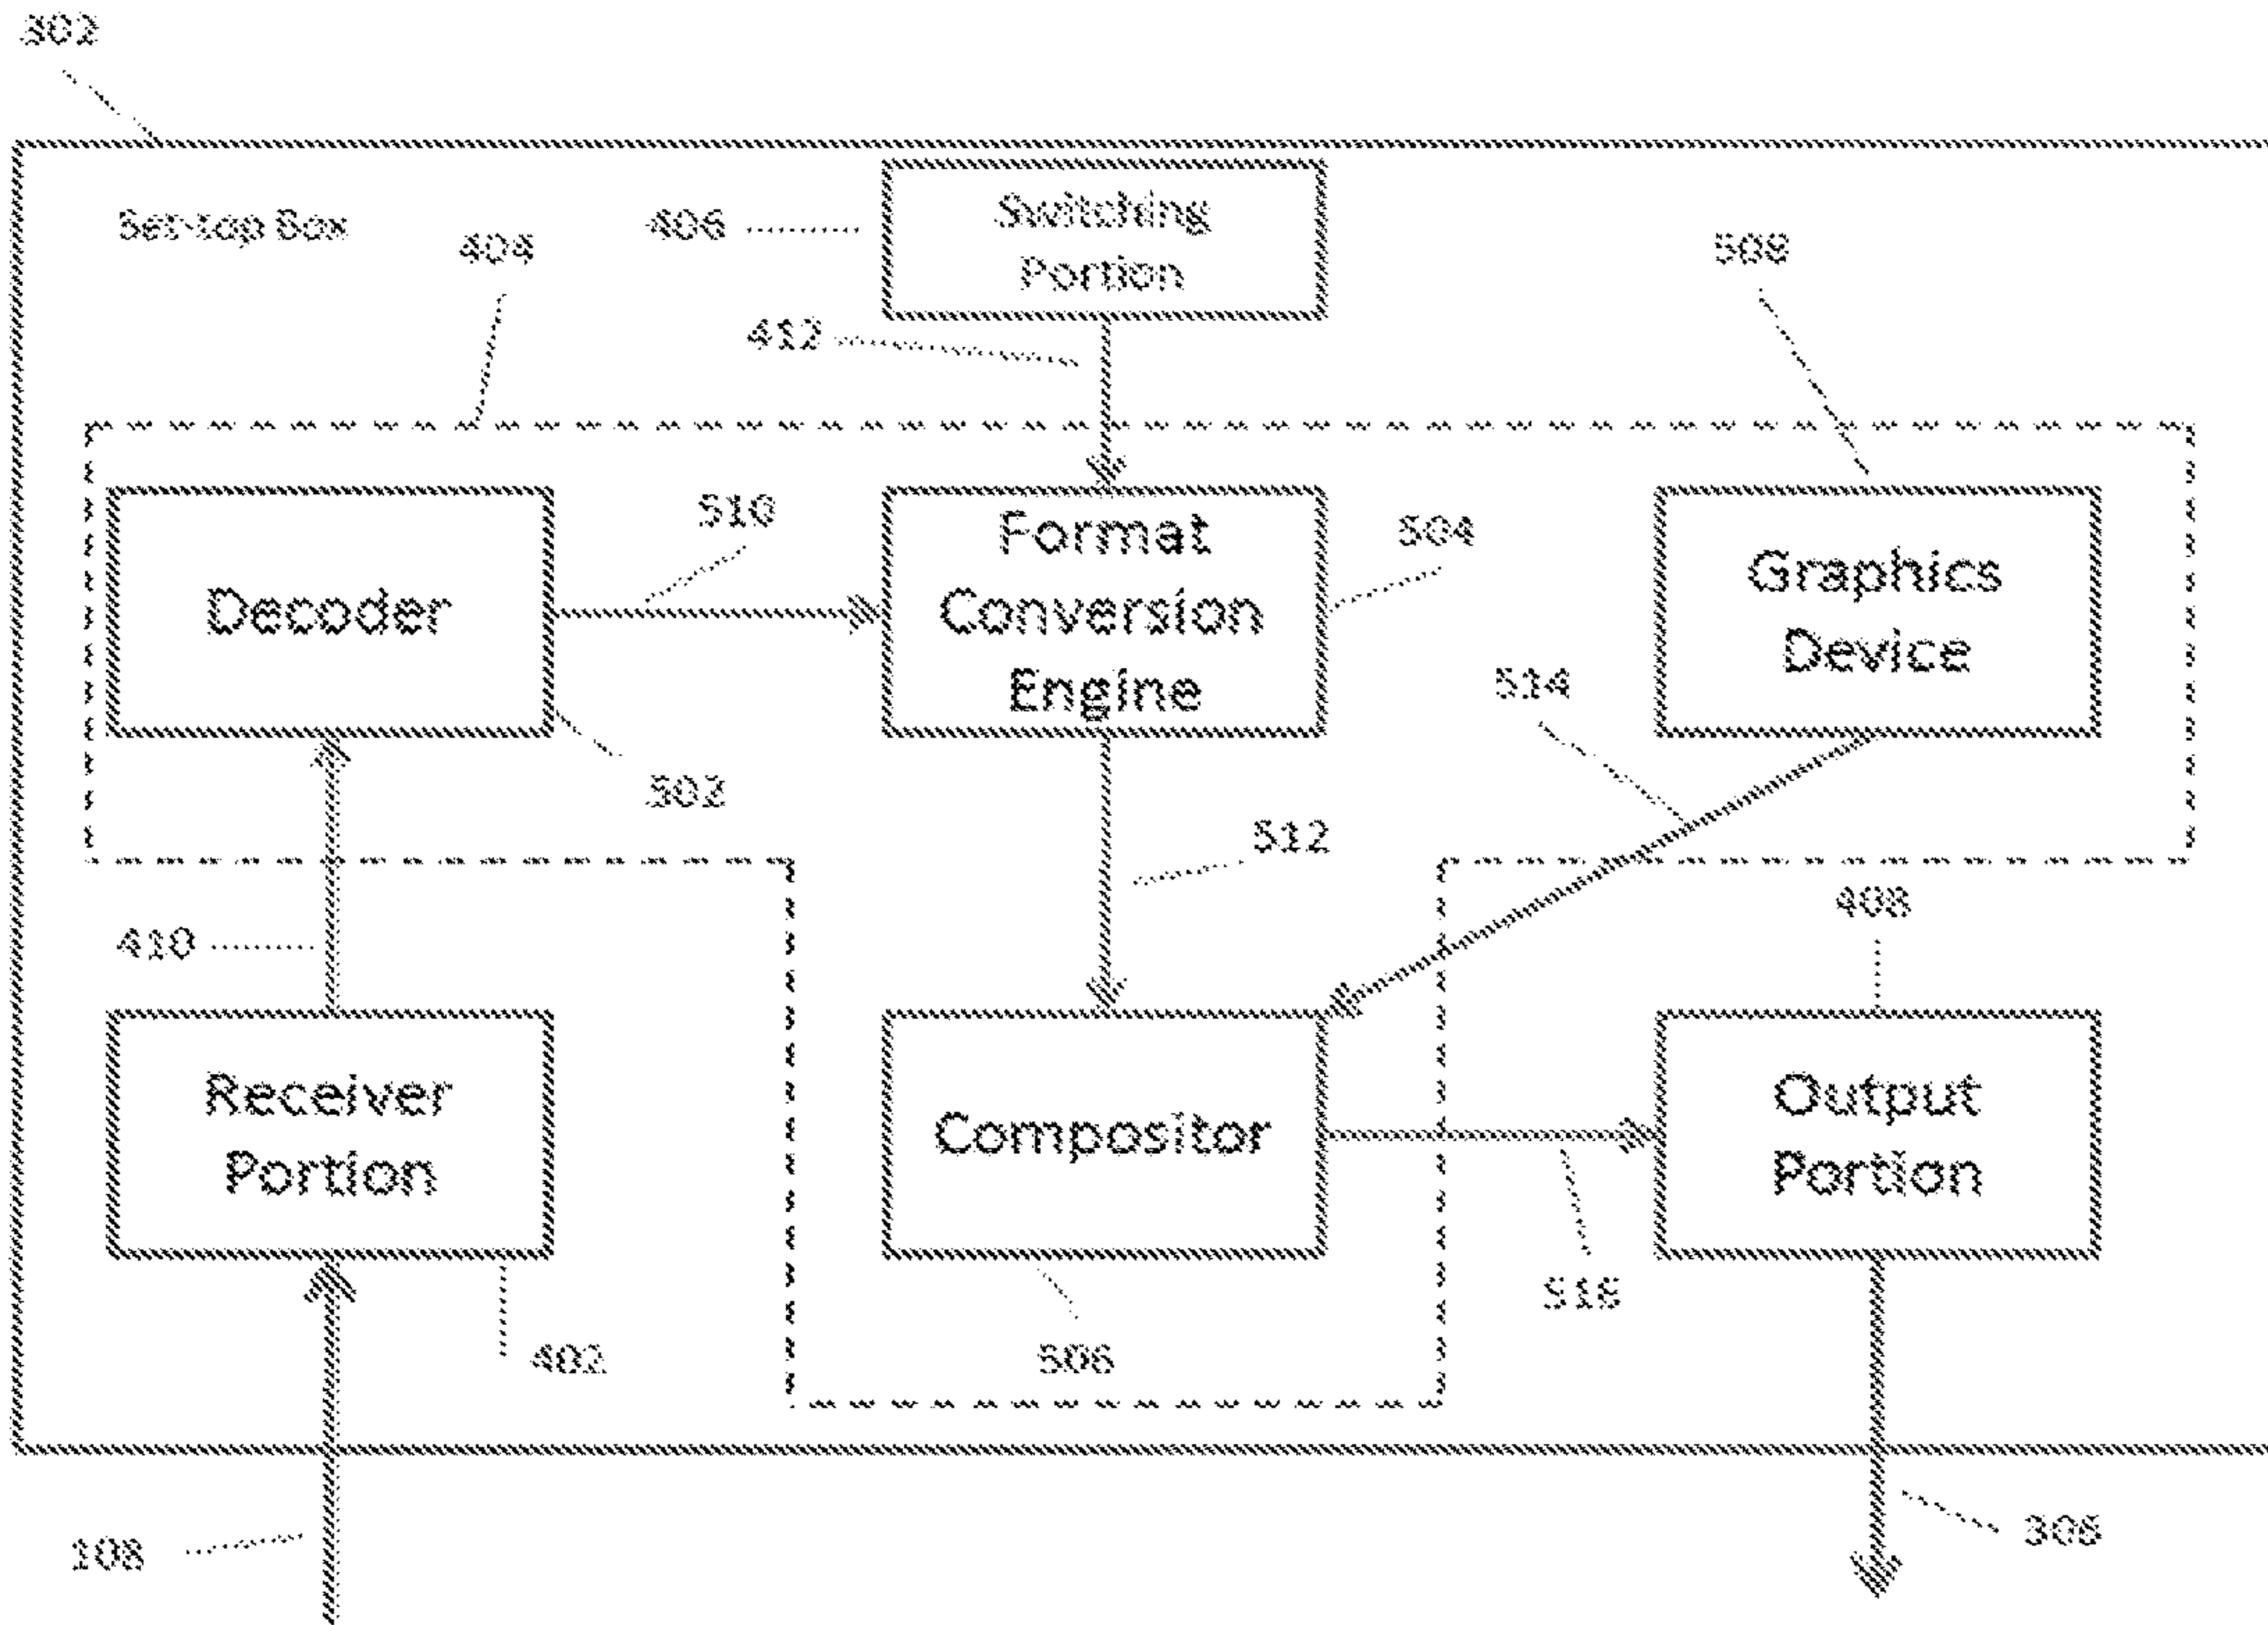 302
Set-top Box
404
406
Switching
Portion
508
412
Decoder
510
Format
Conversion
Engine
504
Graphics
Device
514
502
512
408
410
Receiver
Portion
Compositor
Output
Portion
402
506
516
108
306